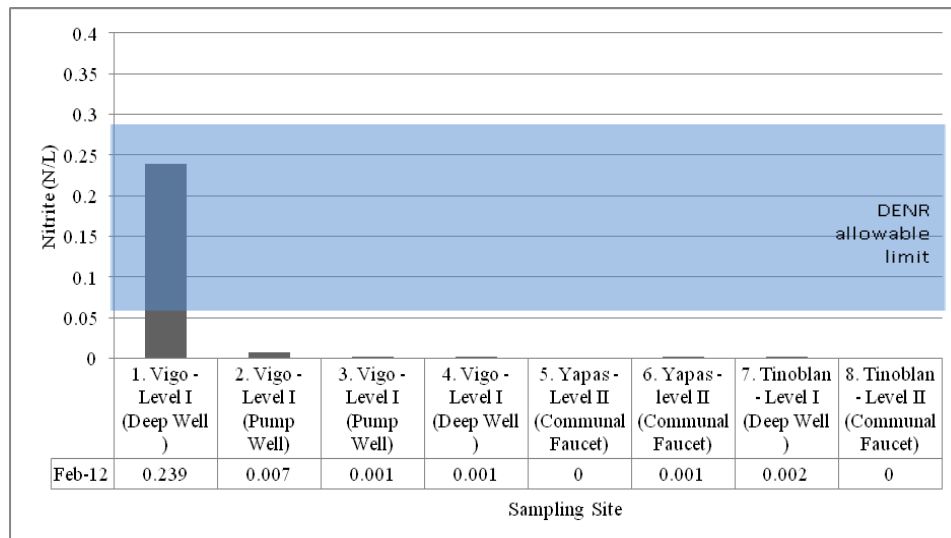 0.4
0.35
0.3
0.25
0.2
0.15
0.1
0.05
0
Nitrite (N/L)
DENR
allowable
limit
1. Vigo -
Level I
(Deep Well
)
2. Vigo -
Level I
(Pump
Well)
3. Vigo -
Level I
(Pump
Well)
4. Vigo -
Level I
(Deep Well
)
5. Yapas -
Level II
(Communal
Faucet)
6. Yapas -
level II
(Communal
Faucet)
7. Tinoblan
- Level I
(Deep Well
)
8. Tinoblan
- Level II
(Communal
Faucet)
Feb-12 0.239 0.007 0.001 0.001 0 0.001 0.002 0
Sampling Site